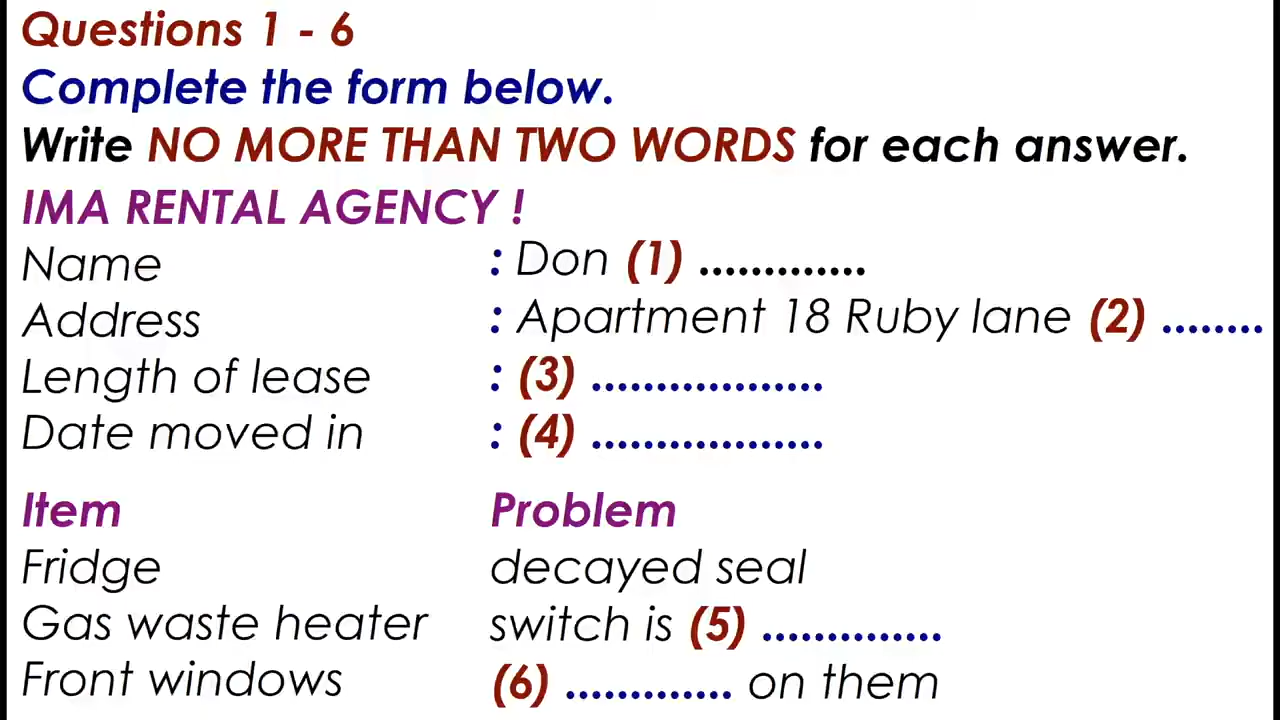 Questions 1 - 6
Complete the form below.
Write NO MORE THAN TWO WORDS for each answer.
IMA RENTAL AGENCY !
Name : Don (1) .............
Address : Apartment 18 Ruby lane (2) ........
Length of lease : (3) ..................
Date moved in : (4) ..................
Item Problem
Fridge decayed seal
Gas waste heater switch is (5) ..............
Front windows (6) ............. on them